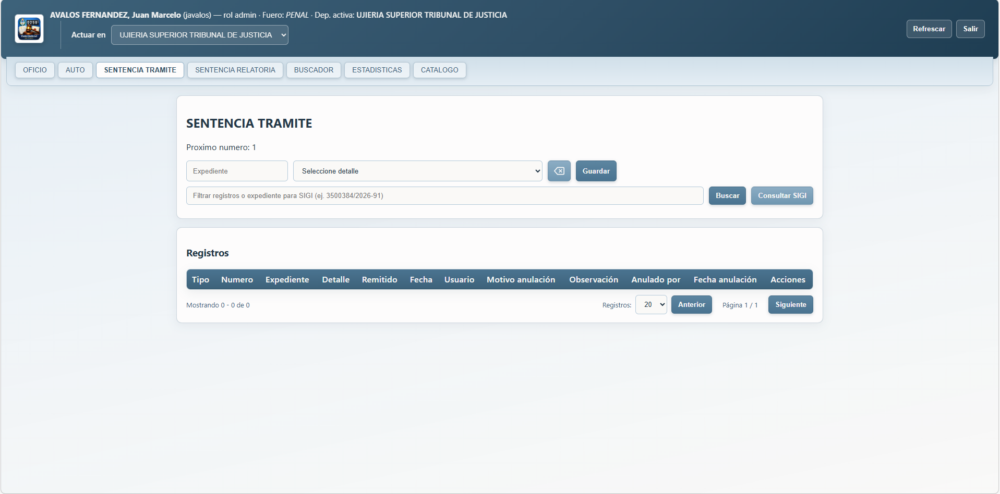 AVALOS FERNANDEZ, Juan Marcelo (javalos) — rol admin · Fuero: PENAL · Dep. activa: UJIERIA SUPERIOR TRIBUNAL DE JUSTICIA
0258
Actuar en UJIERIA SUPERIOR TRIBUNAL DE JUSTICIA
Refrescar Salir
OFICIO AUTO SENTENCIA TRAMITE SENTENCIA RELATORIA BUSCADOR ESTADISTICAS CATALOGO
SENTENCIA TRAMITE
Proximo numero: 1
Expediente Seleccione detalle Guardar
Filtrar registros o expediente para SIGI (ej. 3500384/2026-91) Buscar Consultar SIGI
Registros
Tipo Numero Expediente Detalle Remitido Fecha Usuario Motivo anulación Observación Anulado por Fecha anulación Acciones
Mostrando 0 - 0 de 0 Registros: 20 Anterior Página 1 / 1 Siguiente